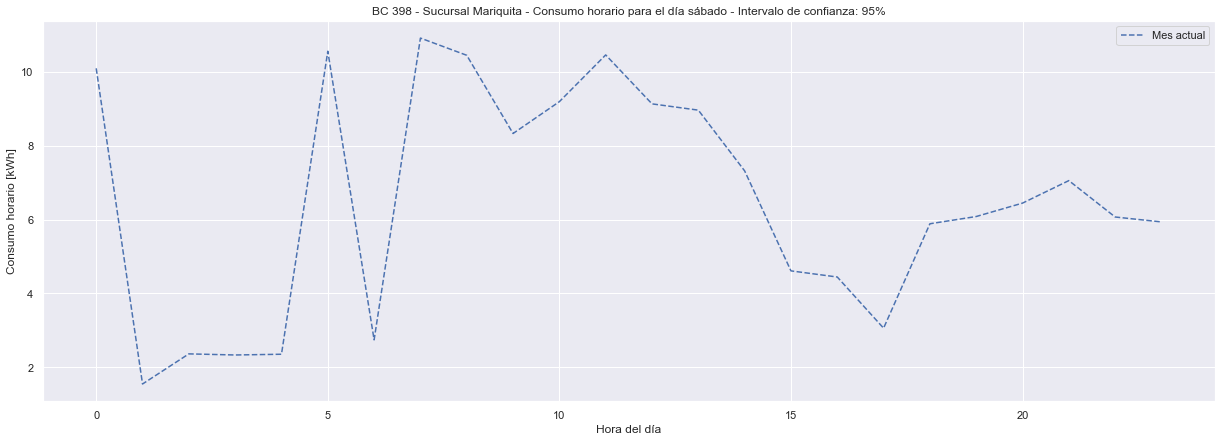 BC 398 - Sucursal Mariquita - Consumo horario para el día sábado - Intervalo de confianza: 95%
Mes actual
Consumo horario [kWh]
10
8
6
4
2
0 5 10 15 20
Hora del día